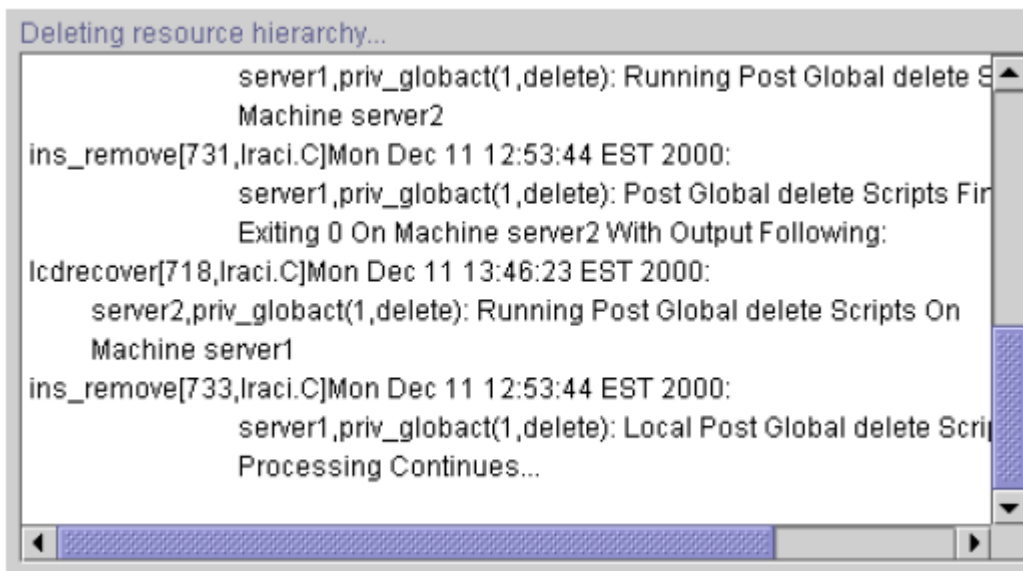 Deleting resource hierarchy...
server1,priv_globact(1,delete): Running Post Global delete
Machine server2
ins_remove[731,lraci.C]Mon Dec 11 12:53:44 EST 2000:
server1,priv_globact(1,delete): Post Global delete Scripts
Exiting 0 On Machine server2 With Output Following:
lcdrecover[718,lraci.C]Mon Dec 11 13:46:23 EST 2000:
server2,priv_globact(1,delete): Running Post Global delete Scripts On
Machine server1
ins_remove[733,lraci.C]Mon Dec 11 12:53:44 EST 2000:
server1,priv_globact(1,delete): Local Post Global delete
Processing Continues...